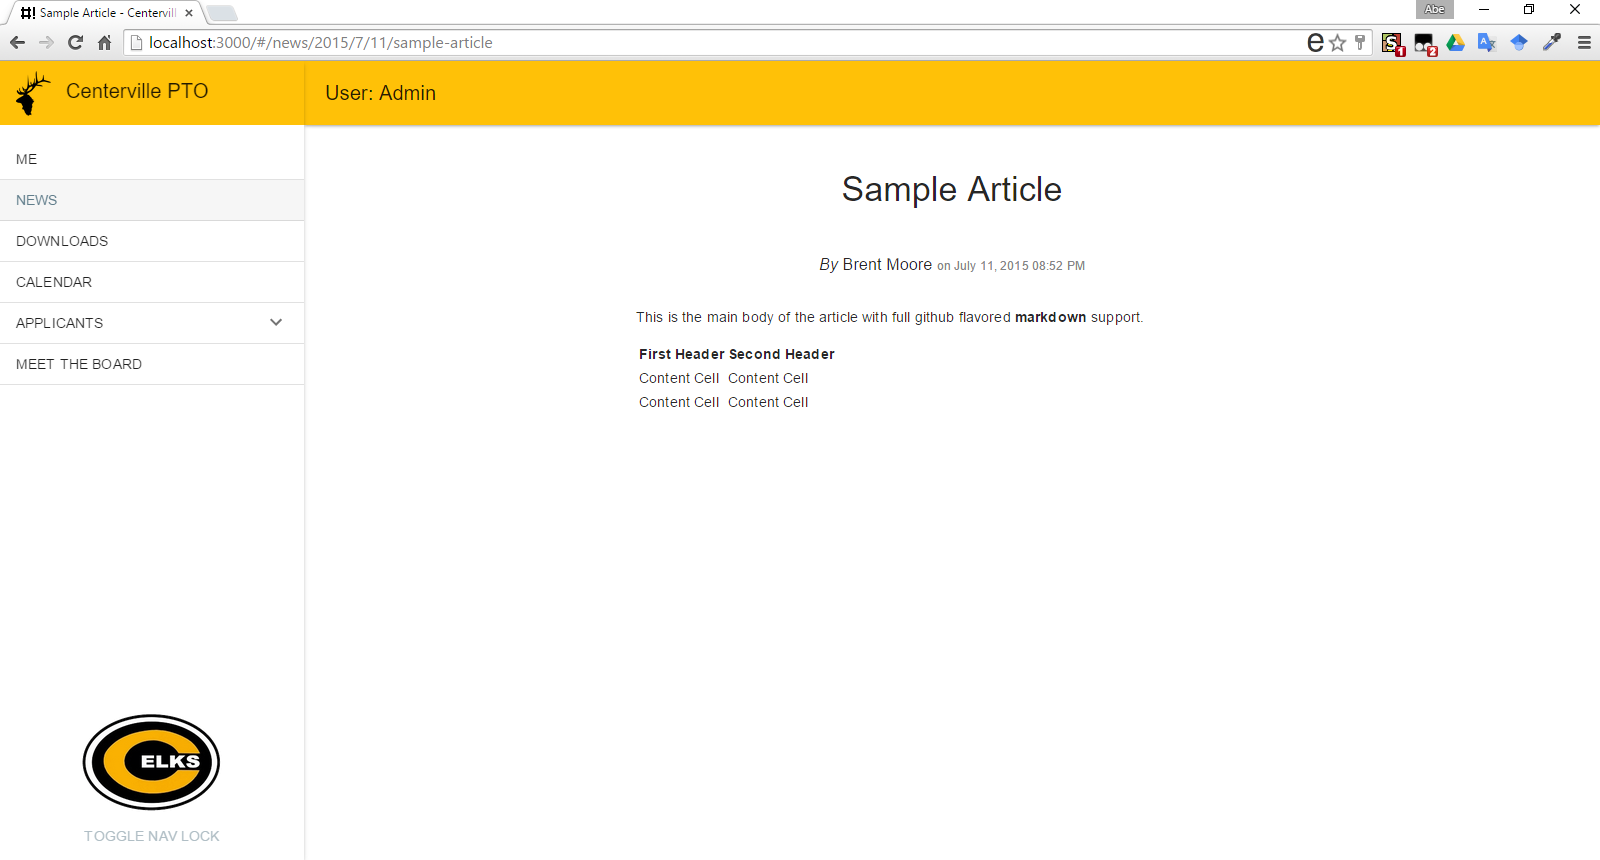 Sample Article - Centervill
Abe
localhost:3000/#/news/2015/7/11/sample-article
1
2
Centerville PTO
User: Admin
ME
NEWS
DOWNLOADS
CALENDAR
APPLICANTS
MEET THE BOARD
Sample Article
By Brent Moore on July 11, 2015 08:52 PM
This is the main body of the article with full github flavored markdown support.
First Header Second Header
Content Cell Content Cell
Content Cell Content Cell
C ELKS
TOGGLE NAV LOCK